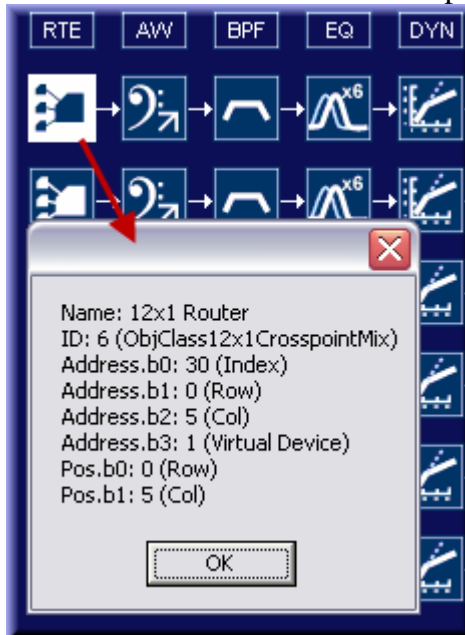 RTE AW BPF EQ DYN
x6
x6
Name: 12x1 Router
ID: 6 (ObjClass12x1CrosspointMix)
Address.b0: 30 (Index)
Address.b1: 0 (Row)
Address.b2: 5 (Col)
Address.b3: 1 (Virtual Device)
Pos.b0: 0 (Row)
Pos.b1: 5 (Col)
OK